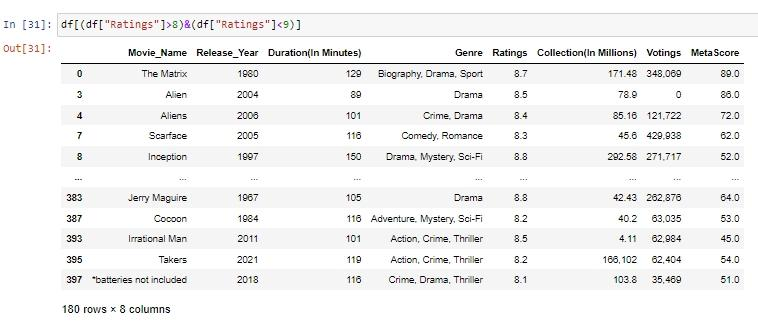 In [31]: df[(df["Ratings"]>8)&(df["Ratings"]<9)]
Out[31]:
Movie_Name Release_Year Duration(In Minutes) Genre Ratings Collection(In Millions) Votings MetaScore
0 The Matrix 1980 129 Biography, Drama, Sport 8.7 171.48 348,069 89.0
3 Alien 2004 89 Drama 8.5 78.9 0 86.0
4 Aliens 2006 101 Crime, Drama 8.4 85.16 121,722 72.0
7 Scarface 2005 116 Comedy, Romance 8.3 45.6 429,938 62.0
8 Inception 1997 150 Drama, Mystery, Sci-Fi 8.8 292.58 271,717 52.0
... ... ... ... ... ... ... ... ...
383 Jerry Maguire 1967 105 Drama 8.8 42.43 262,876 64.0
387 Cocoon 1984 116 Adventure, Mystery, Sci-Fi 8.2 40.2 63,035 53.0
393 Irrational Man 2011 101 Action, Crime, Thriller 8.5 4.11 62,984 45.0
395 Takers 2021 119 Action, Crime, Thriller 8.2 166,102 62,404 54.0
397 *batteries not included 2018 116 Crime, Drama, Thriller 8.1 103.8 35,469 51.0
180 rows × 8 columns